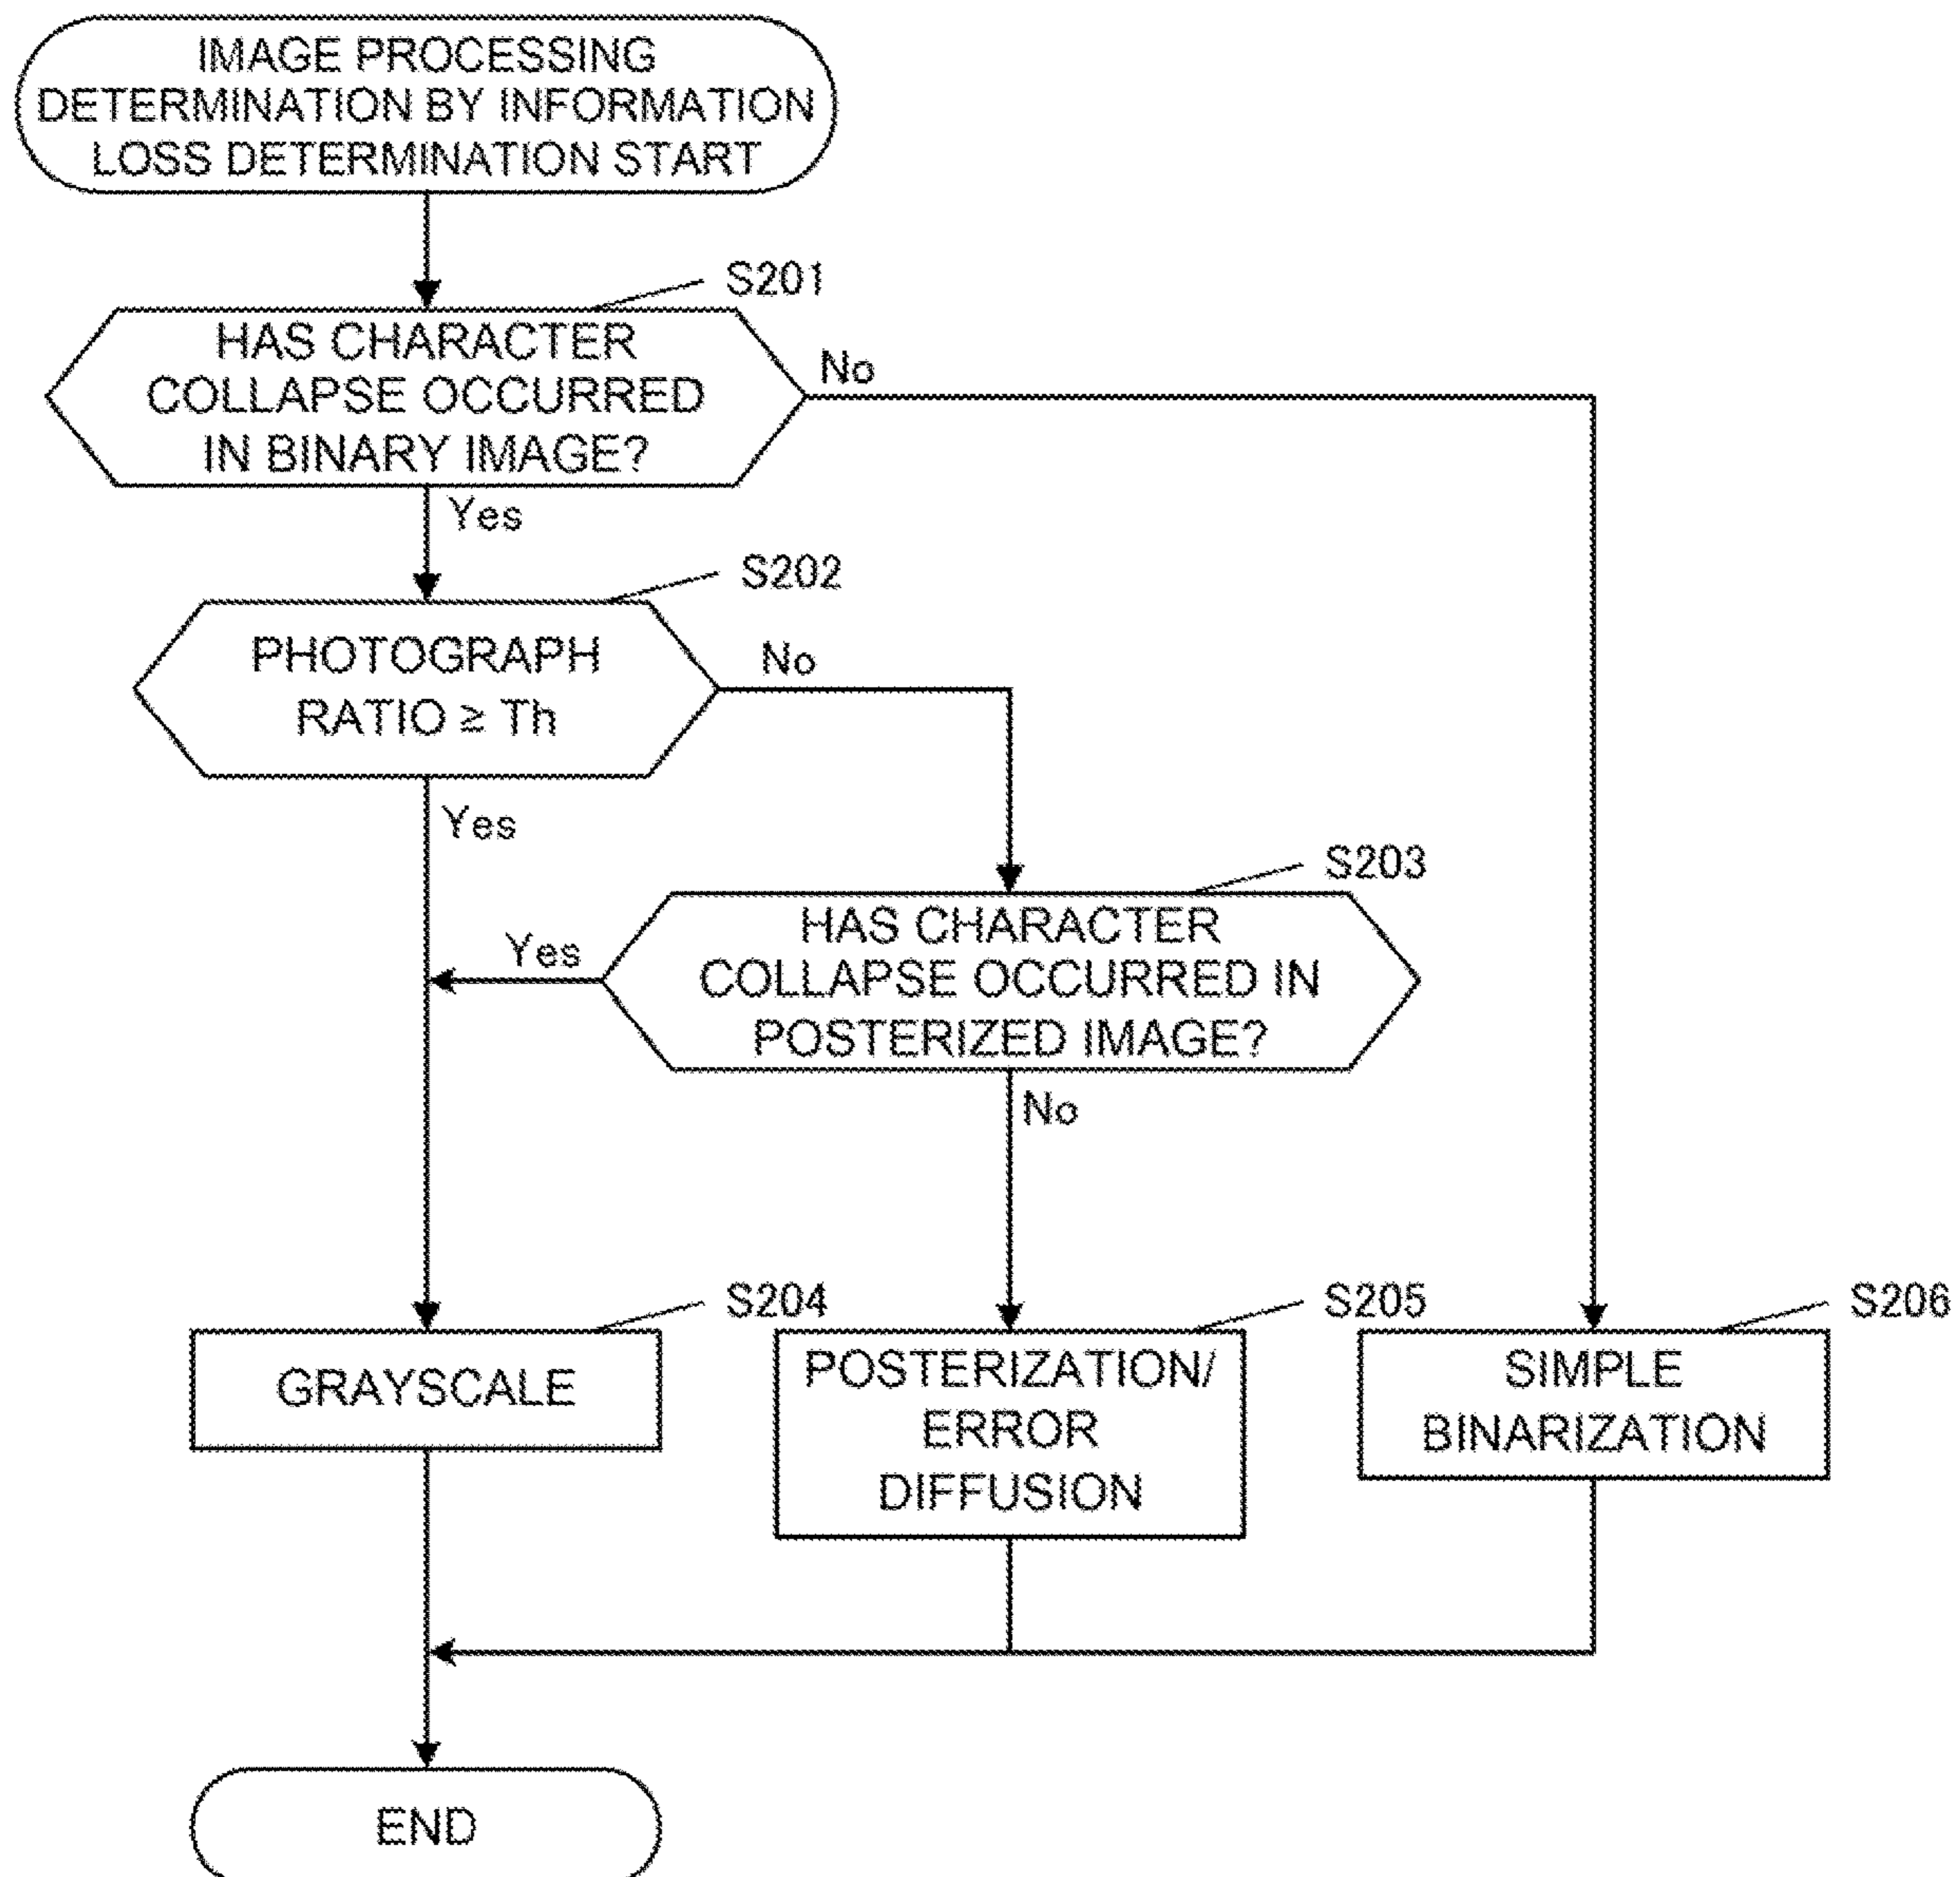 IMAGE PROCESSING
DETERMINATION BY INFORMATION
LOSS DETERMINATION START
S201
HAS CHARACTER
COLLAPSE OCCURRED
IN BINARY IMAGE?
No
Yes
S202
PHOTOGRAPH
RATIO ≥ Th
No
Yes
S203
HAS CHARACTER
COLLAPSE OCCURRED IN
POSTERIZED IMAGE?
Yes
No
S204
GRAYSCALE
S205
POSTERIZATION/
ERROR
DIFFUSION
S206
SIMPLE
BINARIZATION
END